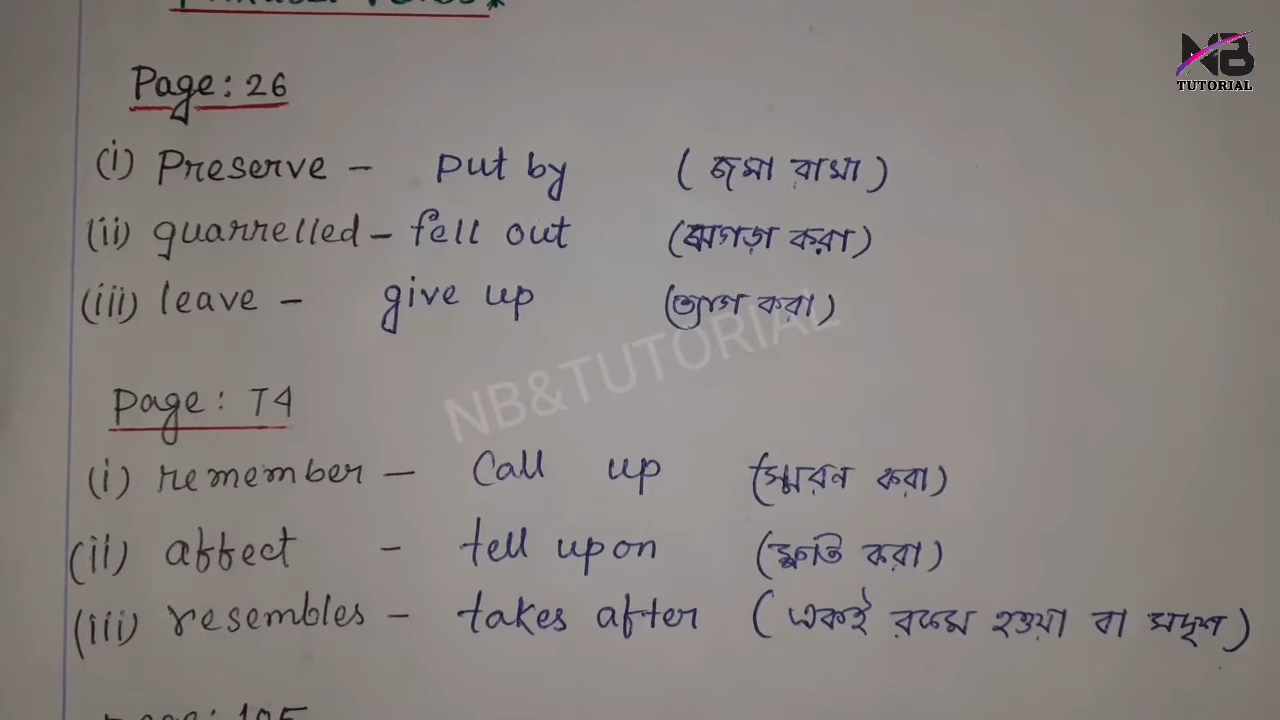 Page: 26
NB
TUTORIAL
(i) Preserve - Put by (জমা রাখা)
(ii) quarrelled - fell out (ঝগড়া করা)
(iii) leave - give up (ত্যাগ করা)
NB&TUTORIAL
Page: 74
(i) remember - Call up (স্মরন করা)
(ii) affect - tell upon (ক্ষতি করা)
(iii) resembles - takes after (একই রকম হওয়া বা সদৃশ)